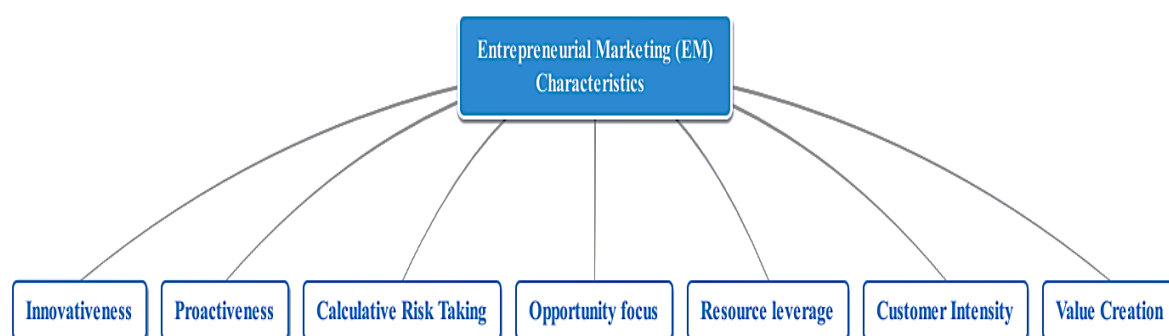 Entrepreneurial Marketing (EM)
Characteristics
Innovativeness
Proactiveness
Calculative Risk Taking
Opportunity focus
Resource leverage
Customer Intensity
Value Creation